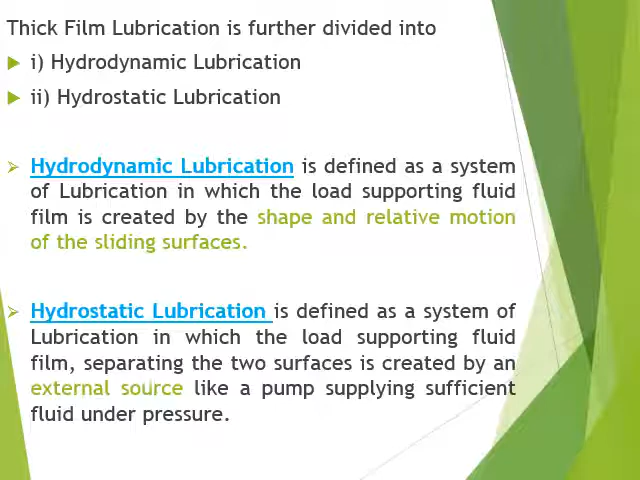 Thick Film Lubrication is further divided into
i) Hydrodynamic Lubrication
ii) Hydrostatic Lubrication
Hydrodynamic Lubrication is defined as a system
of Lubrication in which the load supporting fluid
film is created by the shape and relative motion
of the sliding surfaces.
Hydrostatic Lubrication is defined as a system of
Lubrication in which the load supporting fluid
film, separating the two surfaces is created by an
external source like a pump supplying sufficient
fluid under pressure.